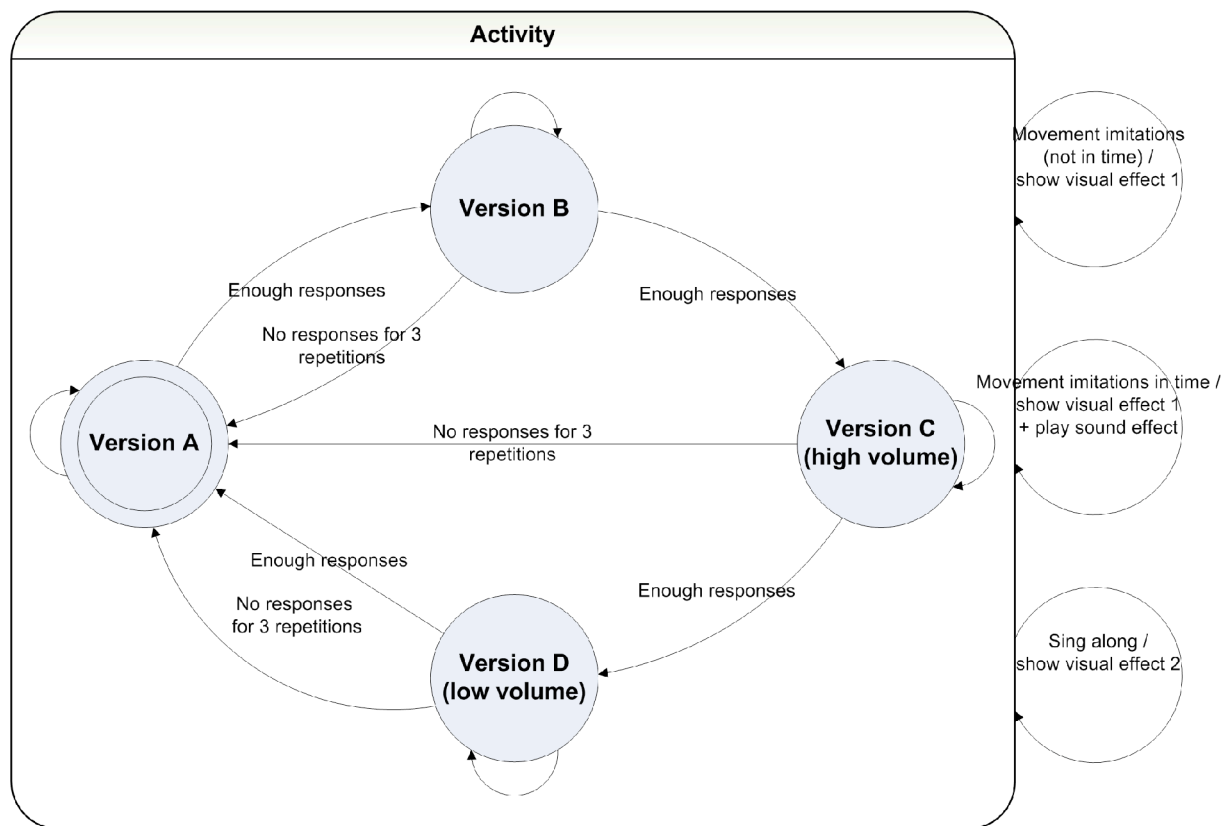 Activity
Movement imitations
(not in time) /
show visual effect 1
Version B
Enough responses
Enough responses
No responses for 3
repetitions
Movement imitations in time /
show visual effect 1
+ play sound effect
Version A
No responses for 3
repetitions
Version C
(high volume)
Enough responses
Enough responses
No responses
for 3 repetitions
Version D
(low volume)
Sing along /
show visual effect 2